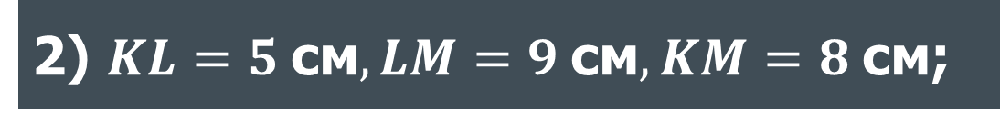 2) KL = 5 см, LM = 9 см, KM = 8 см;